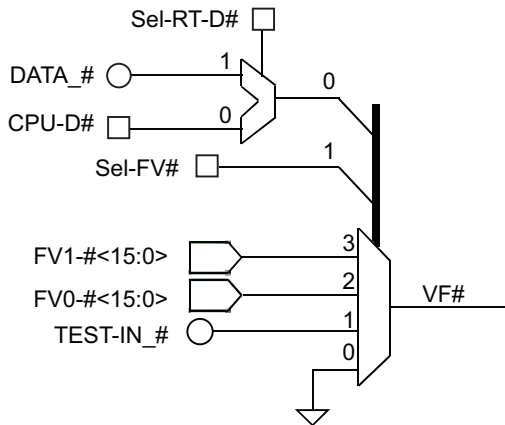 Sel-RT-D#
DATA_#
1
0
CPU-D#
0
Sel-FV#
1
FV1-#<15:0>
3
FV0-#<15:0>
2
VF#
TEST-IN_#
1
0